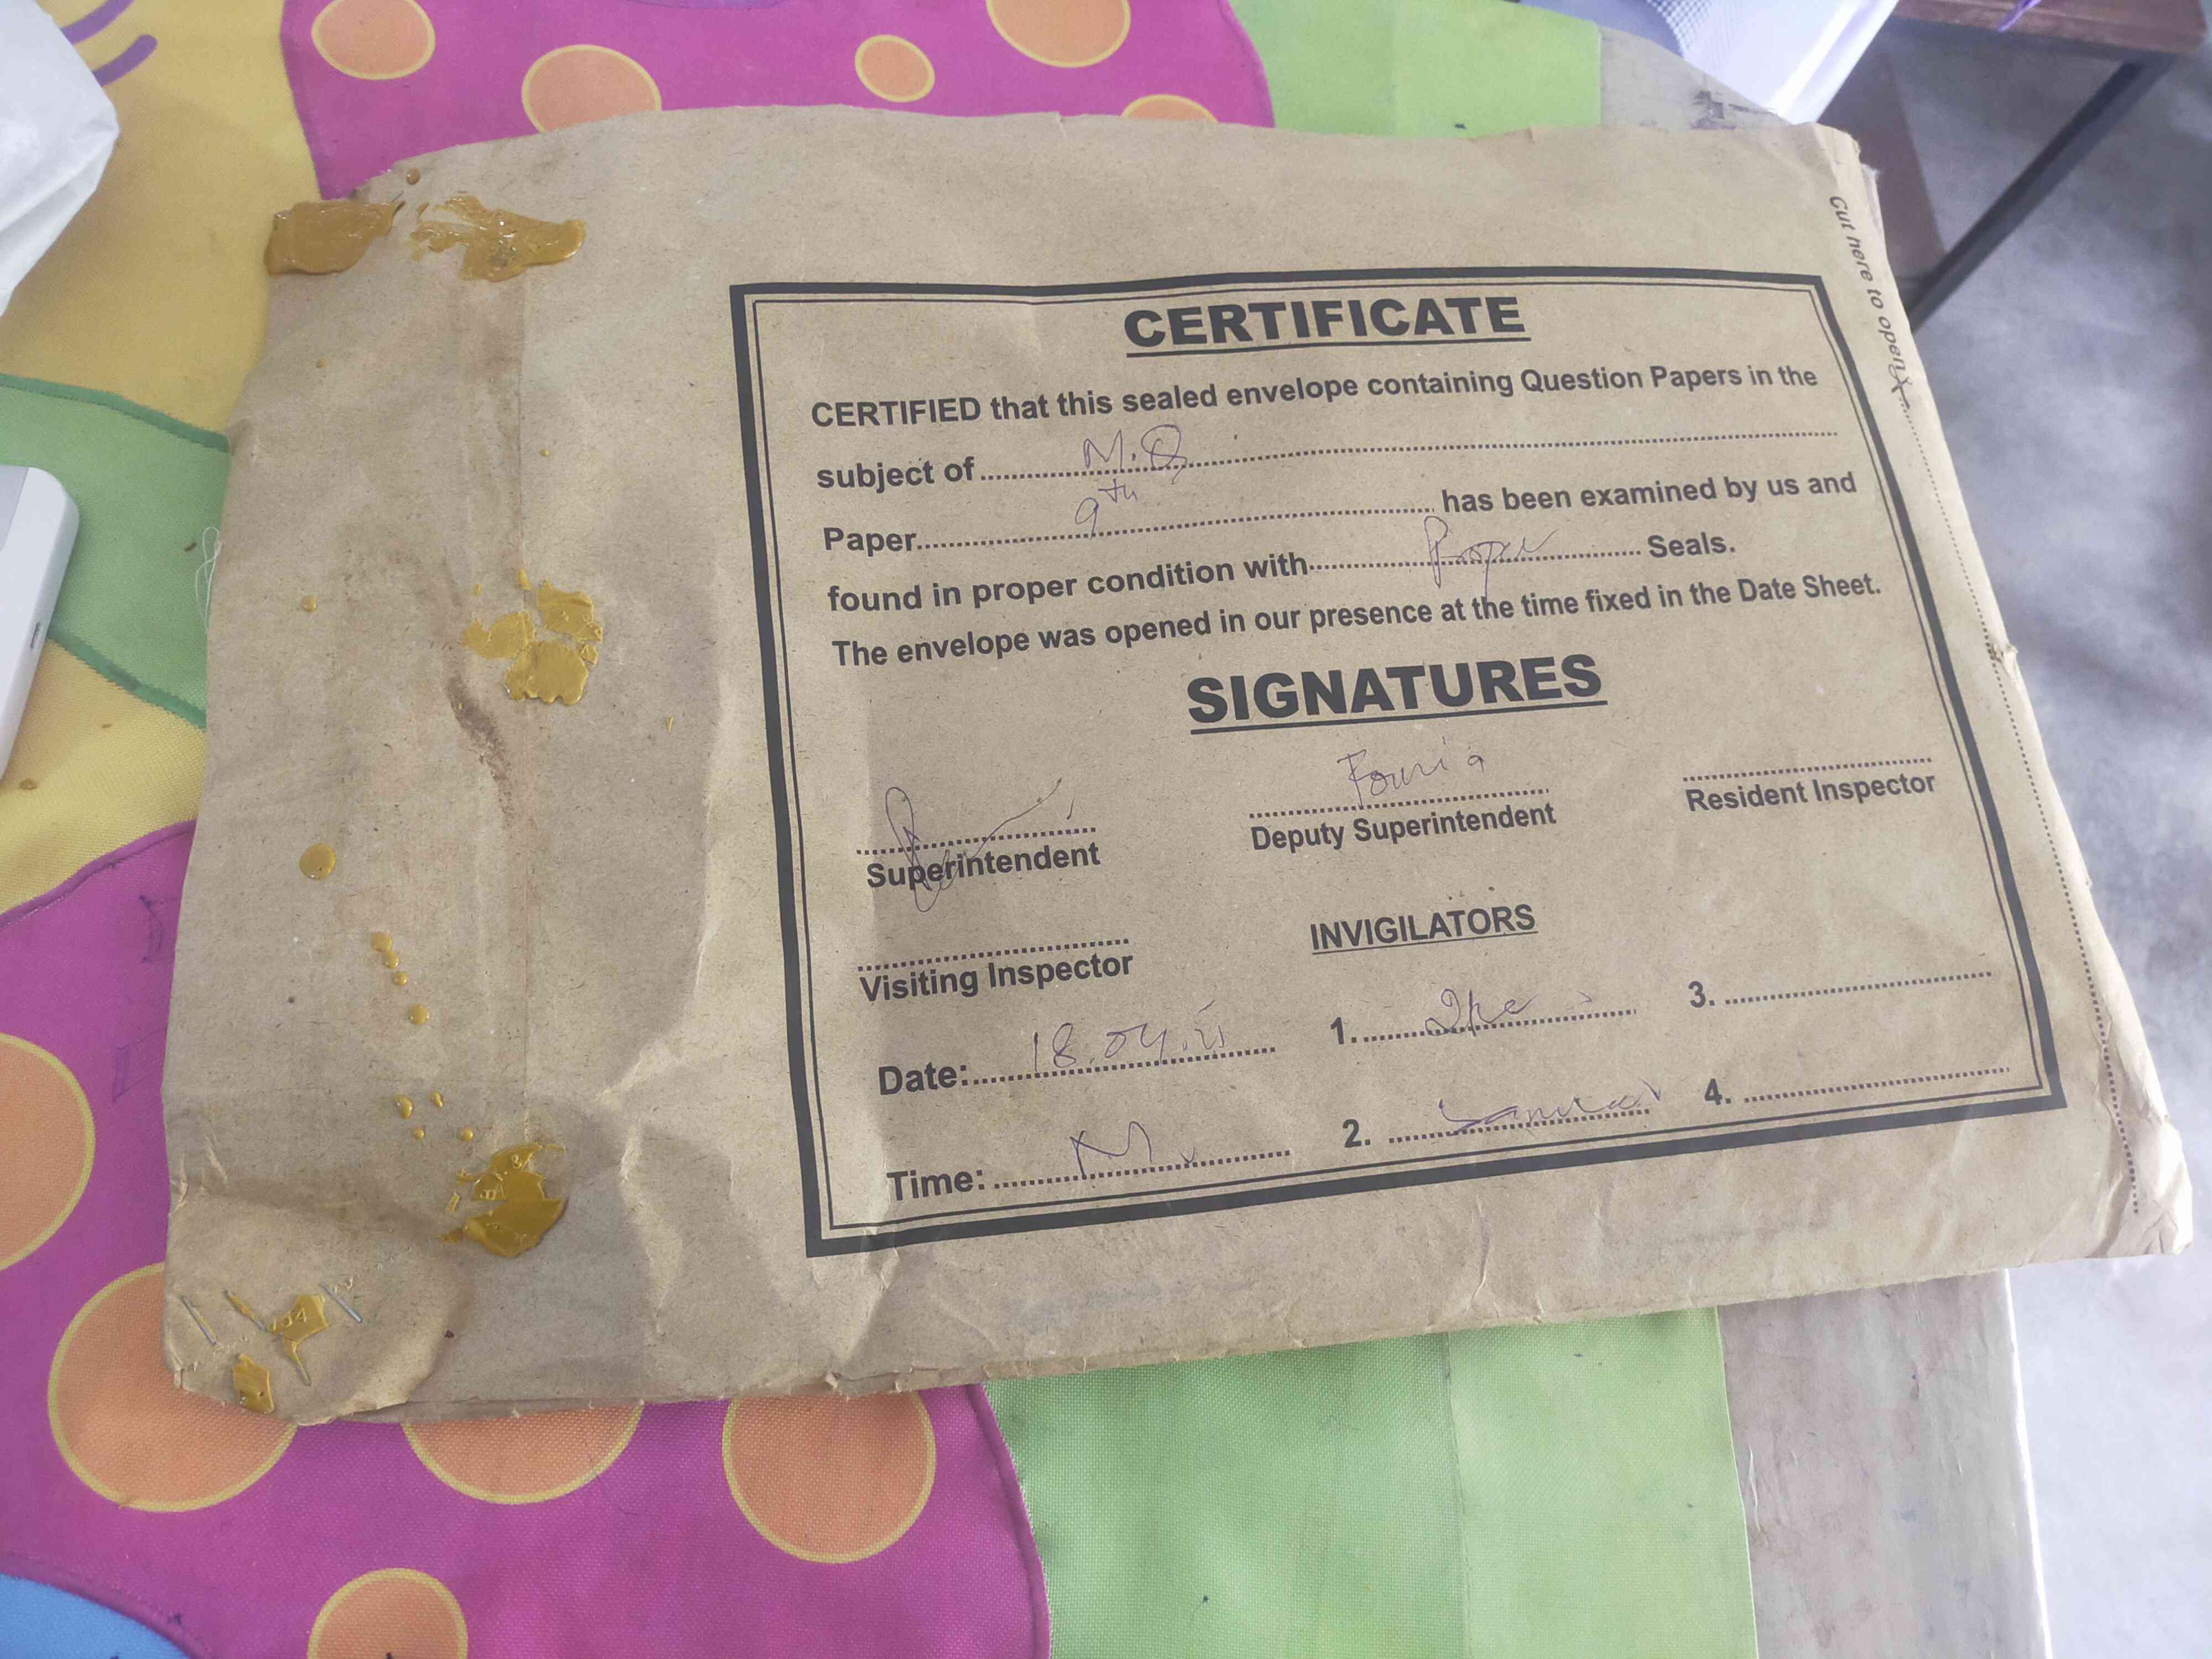 Cut here to open
CERTIFICATE
CERTIFIED that this sealed envelope containing Question Papers in the
subject of M.Q
Paper 9th has been examined by us and
found in proper condition with Proper Seals.
The envelope was opened in our presence at the time fixed in the Date Sheet.
SIGNATURES
Fouzia
Superintendent Deputy Superintendent Resident Inspector
INVIGILATORS
Visiting Inspector
Date: 18.04. 1. 3.
Time: M. 2. 4.